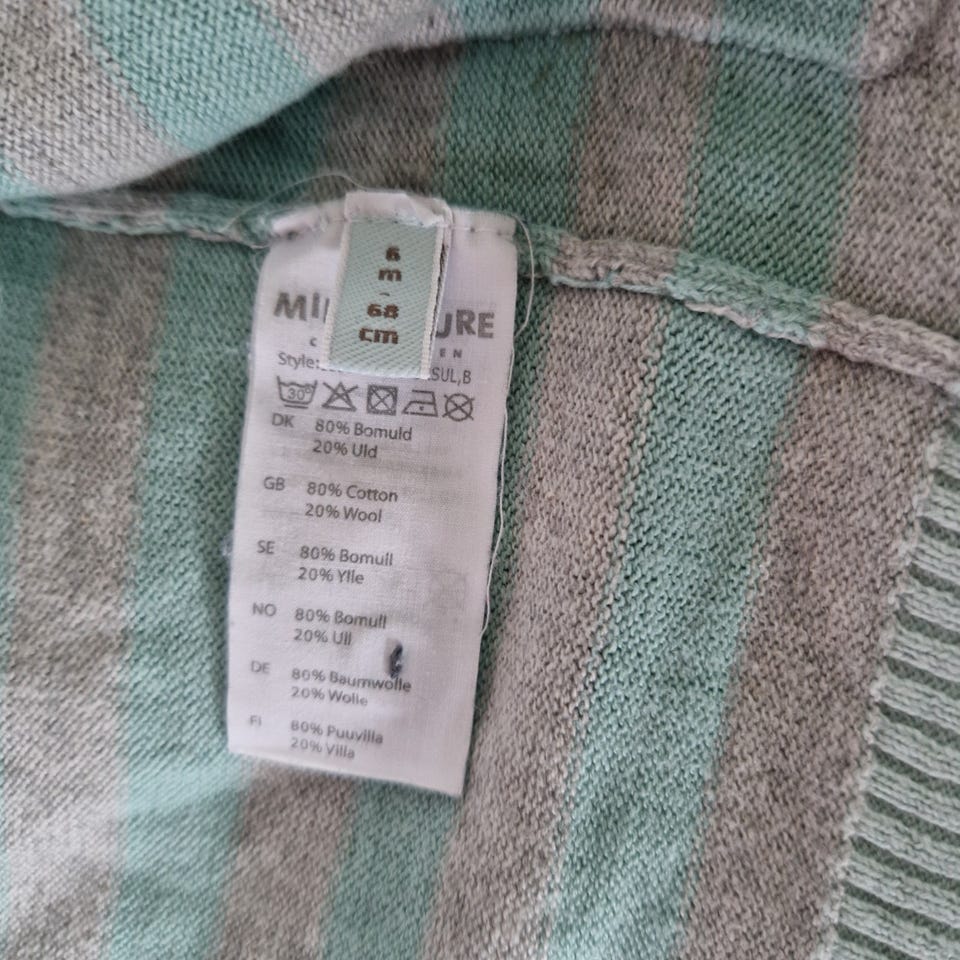 6
m
-
68
cm
MI URE
C EN
Style: SUL,B
30°
DK 80% Bomuld
20% Uld
GB 80% Cotton
20% Wool
SE 80% Bomull
20% Ylle
NO 80% Bomull
20% Ull
DE 80% Baumwolle
20% Wolle
FI 80% Puuvilla
20% Villa